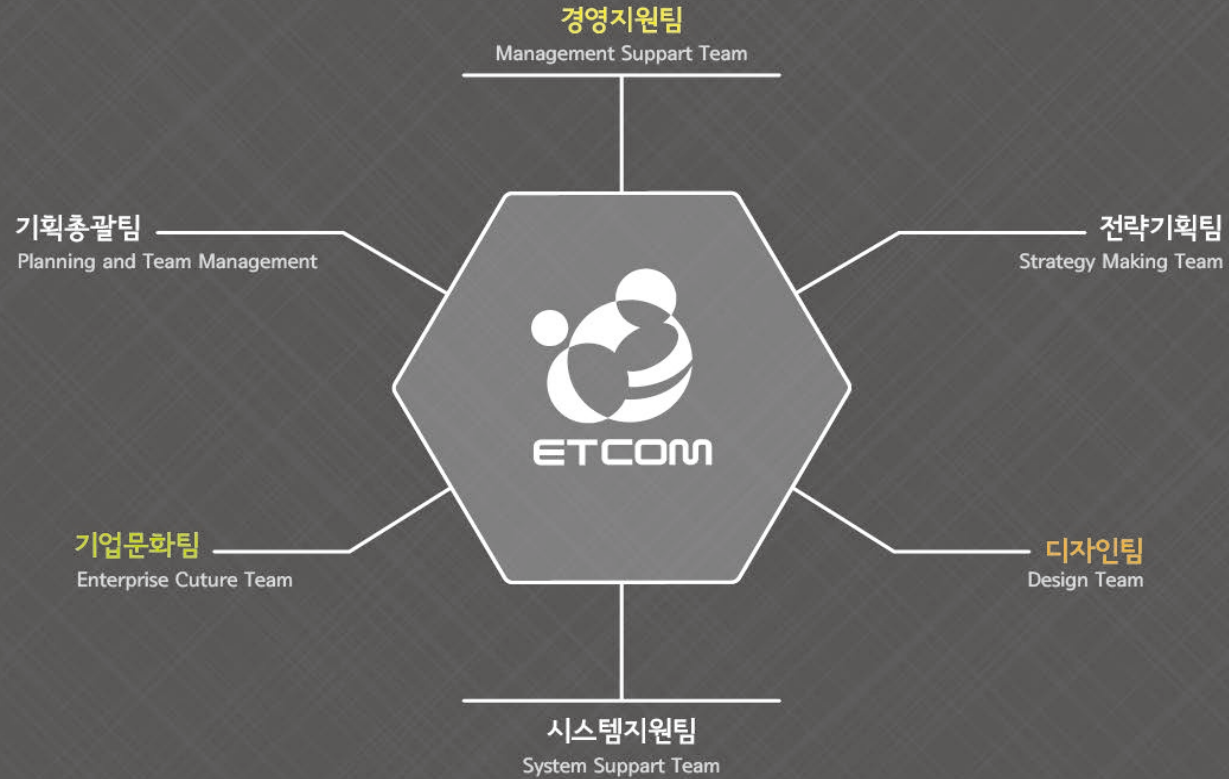 경영지원팀
Management Suppart Team
기획총괄팀
Planning and Team Management
전략기획팀
Strategy Making Team
ETCOM
기업문화팀
Enterprise Cuture Team
디자인팀
Design Team
시스템지원팀
System Suppart Team